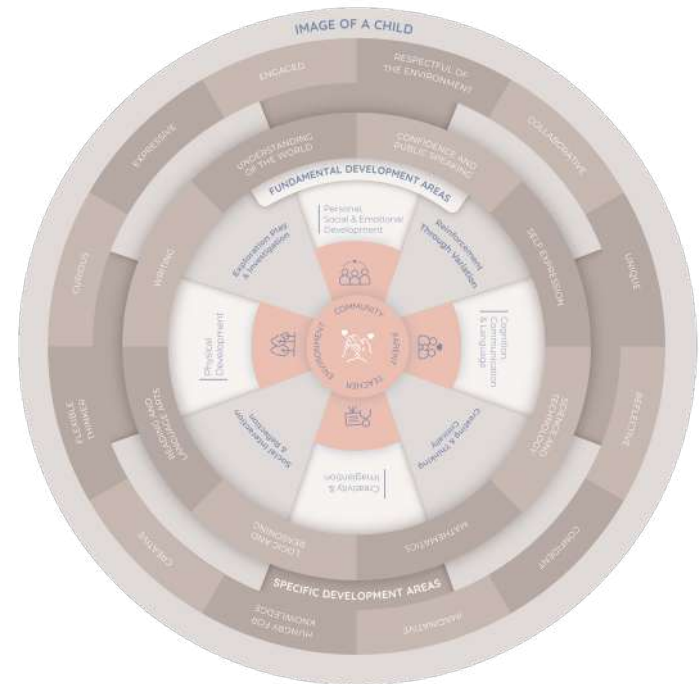 IMAGE OF A CHILD
ENGAGED
RESPECTFUL OF
THE ENVIRONMENT
COLLABORATIVE
UNIQUE
REFLECTIVE
CONFIDENT
IMAGINATIVE
HUNGRY FOR
KNOWLEDGE
CREATIVE
FLEXIBLE
THINKER
CURIOUS
EXPRESSIVE
UNDERSTANDING
OF THE WORLD
CONFIDENCE AND
PUBLIC SPEAKING
SELF EXPRESSION
SCIENCE AND
TECHNOLOGY
MATHEMATICS
LOGIC AND
REASONING
READING AND
LANGUAGE ARTS
WRITING
SPECIFIC DEVELOPMENT AREAS
FUNDAMENTAL DEVELOPMENT AREAS
Personal
Social & Emotional
Development
Reinforcement
Through Variation
Cognition
Communication
& Language
Creating & Thinking
Critically
Creativity &
Imagination
Social Interaction
& Reflection
Physical
Development
Exploration Play
& Investigation
COMMUNITY
PARENT
TEACHER
ENVIRONMENT